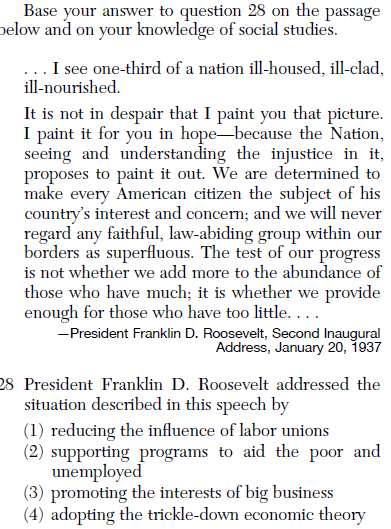 Base your answer to question 28 on the passage
below and on your knowledge of social studies.
. . . I see one-third of a nation ill-housed, ill-clad,
ill-nourished.
It is not in despair that I paint you that picture.
I paint it for you in hope—because the Nation,
seeing and understanding the injustice in it,
proposes to paint it out. We are determined to
make every American citizen the subject of his
country's interest and concern; and we will never
regard any faithful, law-abiding group within our
borders as superfluous. The test of our progress
is not whether we add more to the abundance of
those who have much; it is whether we provide
enough for those who have too little. . . .
—President Franklin D. Roosevelt, Second Inaugural
Address, January 20, 1937
28 President Franklin D. Roosevelt addressed the
situation described in this speech by
(1) reducing the influence of labor unions
(2) supporting programs to aid the poor and
unemployed
(3) promoting the interests of big business
(4) adopting the trickle-down economic theory